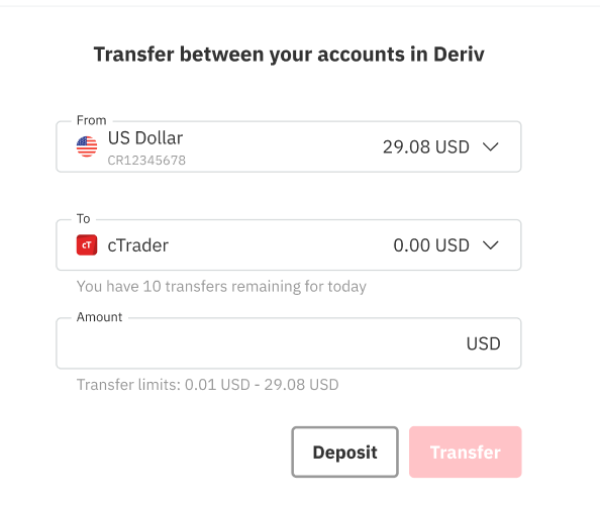 Transfer between your accounts in Deriv
From
US Dollar
CR12345678
29.08 USD
To
cT
cTrader
0.00 USD
You have 10 transfers remaining for today
Amount
USD
Transfer limits: 0.01 USD - 29.08 USD
Deposit
Transfer